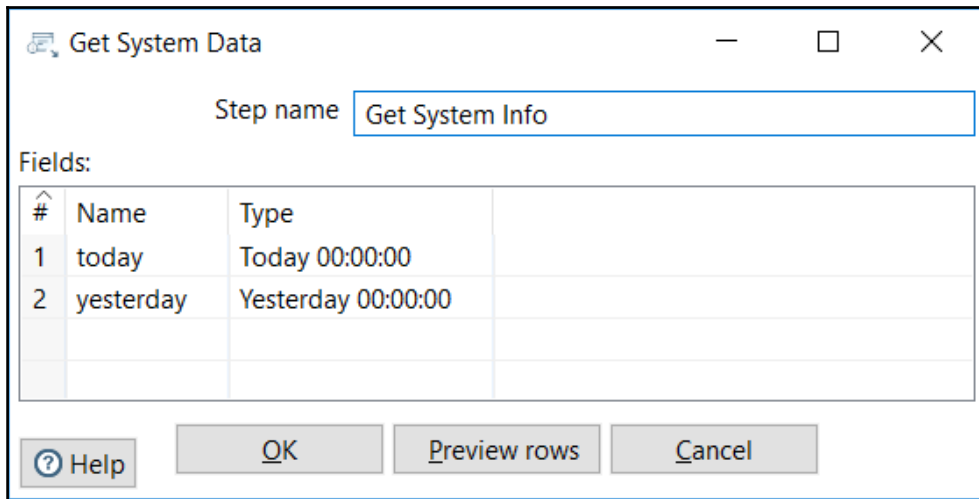 Get System Data
Step name Get System Info
Fields:
# Name Type
1 today Today 00:00:00
2 yesterday Yesterday 00:00:00
Help OK Preview rows Cancel